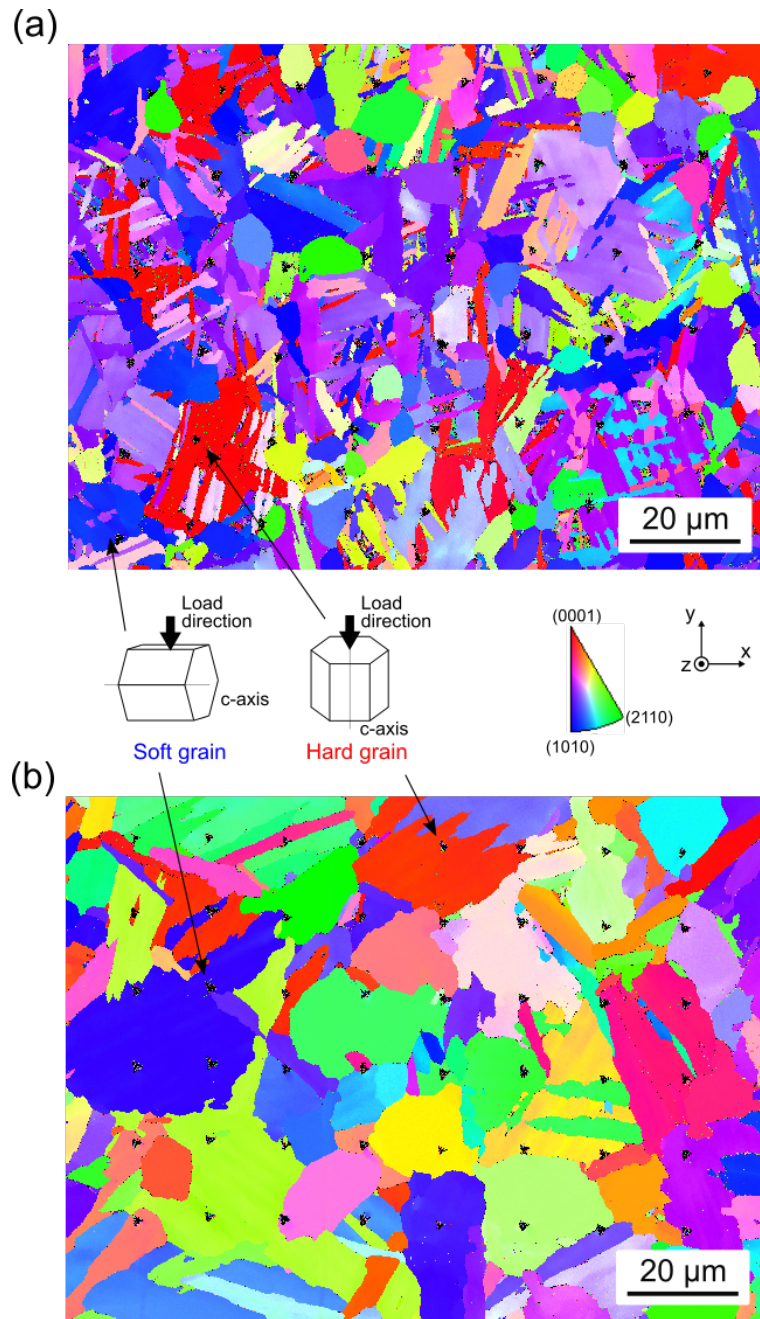 (a)
20 μm
Load
direction
c-axis
Soft grain
Load
direction
c-axis
Hard grain
(0001)
(2110)
(1010)
y
z
x
(b)
20 μm